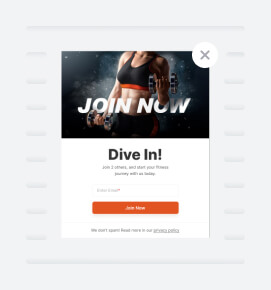 JOIN NOW
Dive In!
Join 2 others, and start your fitness
journey with us today.
Enter Email*
Join Now
We don't spam! Read more in our privacy policy